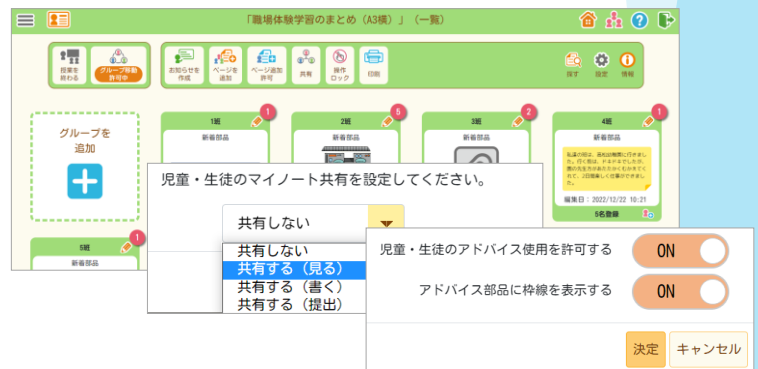 「職場体験学習のまとめ（A3横）」（一覧）
授業を
終わる
グループ移動
許可中
お知らせを
作成
ページを
追加
ページ追加
許可
共有
操作
ロック
印刷
探す
設定
情報
グループを
追加
1班
1
新着部品
2班
5
新着部品
3班
2
新着部品
4班
1
新着部品
編集日：2022/12/22 10:21
5名登録
5班
1
新着部品
児童・生徒のマイノート共有を設定してください。
共有しない
共有しない
共有する（見る）
共有する（書く）
共有する（提出）
児童・生徒のアドバイス使用を許可する
ON
アドバイス部品に枠線を表示する
ON
決定
キャンセル